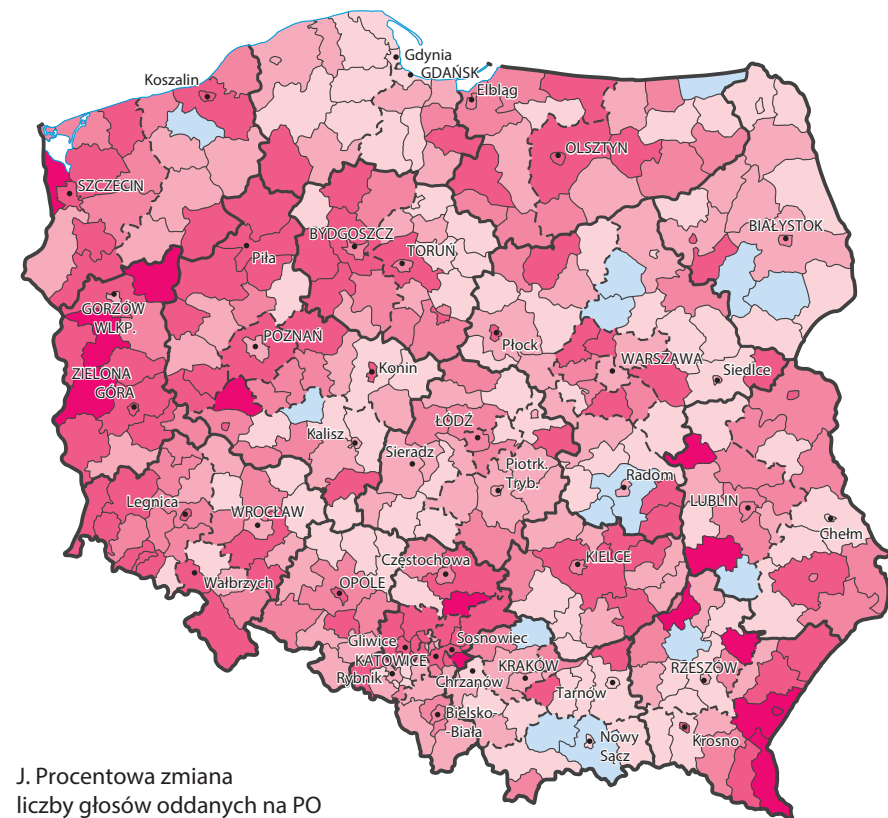 Gdynia
GDAŃSK
Koszalin
Elbląg
OLSZTYN
SZCZECIN
BIAŁYSTOK
BYDGOSZCZ
TORUŃ
Piła
GORZÓW
WLKP.
POZNAŃ
Płock
WARSZAWA
Siedlce
Konin
ZIELONA
GÓRA
Kalisz
ŁÓDŹ
Sieradz
Piotrk.
Tryb.
Radom
LUBLIN
Chełm
Legnica
WROCŁAW
Wałbrzych
OPOLE
Częstochowa
KIELCE
Gliwice
Sosnowiec
KATOWICE
Rybnik
Chrzanów
KRAKÓW
Tarnów
RZESZÓW
Bielsko-
-Biała
Nowy
Sącz
Krosno
J. Procentowa zmiana
liczby głosów oddanych na PO